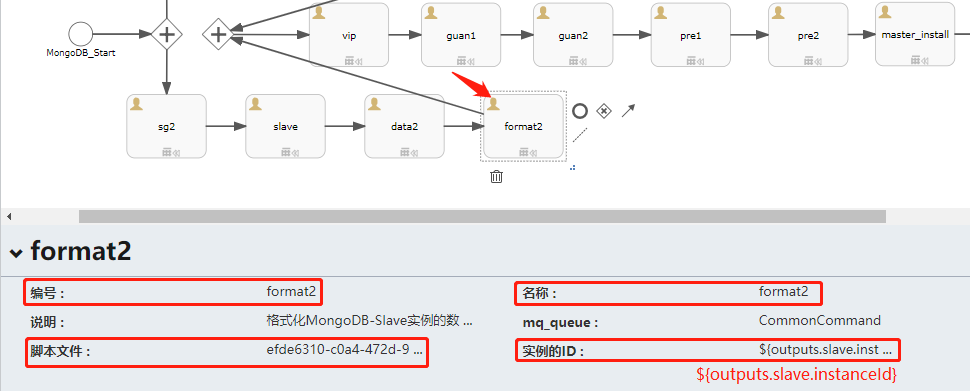 vip
guan1
guan2
pre1
pre2
master_install
MongoDB_Start
sg2
slave
data2
format2
format2
编号 : format2
名称 : format2
说明 : 格式化MongoDB-Slave实例的数 ...
mq_queue : CommonCommand
脚本文件 : efde6310-c0a4-472d-9 ...
实例的ID : ${outputs.slave.inst ...
${outputs.slave.instanceId}